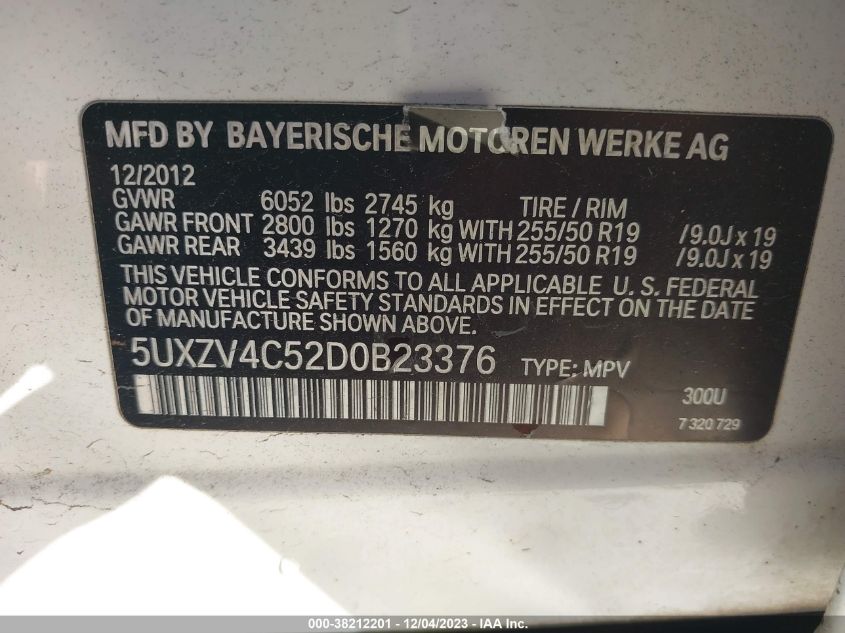 MFD BY BAYERISCHE MOTOREN WERKE AG
12/2012
GVWR 6052 lbs 2745 kg TIRE / RIM
GAWR FRONT 2800 lbs 1270 kg WITH 255/50 R19 /9.0J x 19
GAWR REAR 3439 lbs 1560 kg WITH 255/50 R19 /9.0J x 19
THIS VEHICLE CONFORMS TO ALL APPLICABLE U. S. FEDERAL
MOTOR VEHICLE SAFETY STANDARDS IN EFFECT ON THE DATE
OF MANUFACTURE SHOWN ABOVE.
5UXZV4C52D0B23376 TYPE: MPV
300U
7 320 729
000-38212201 - 12/04/2023 - IAA Inc.